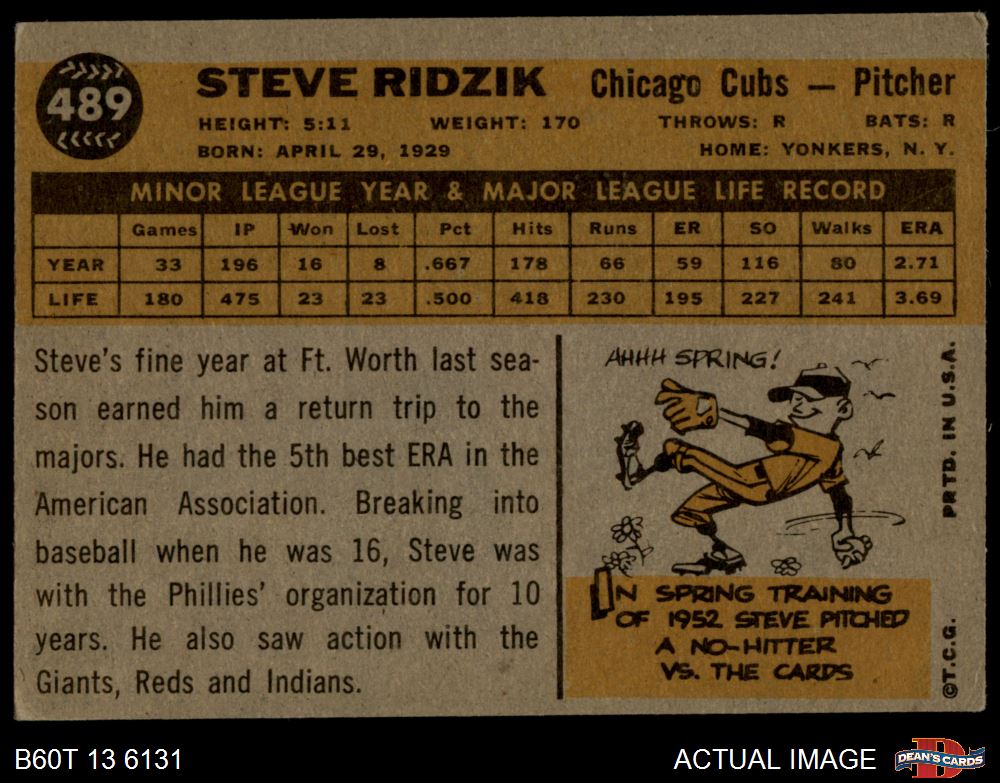 489
STEVE RIDZIK Chicago Cubs — Pitcher
HEIGHT: 5:11 WEIGHT: 170 THROWS: R BATS: R
BORN: APRIL 29, 1929 HOME: YONKERS, N. Y.
MINOR LEAGUE YEAR & MAJOR LEAGUE LIFE RECORD
Games IP Won Lost Pct Hits Runs ER SO Walks ERA
YEAR 33 196 16 8 .667 178 66 59 116 80 2.71
LIFE 180 475 23 23 .500 418 230 195 227 241 3.69
Steve's fine year at Ft. Worth last sea-
son earned him a return trip to the
majors. He had the 5th best ERA in the
American Association. Breaking into
baseball when he was 16, Steve was
with the Phillies' organization for 10
years. He also saw action with the
Giants, Reds and Indians.
AHHH SPRING!
IN SPRING TRAINING
OF 1952 STEVE PITCHED
A NO-HITTER
VS. THE CARDS
©T.C.G. PRTD. IN U.S.A.
B60T 13 6131 ACTUAL IMAGE
D
DEAN'S CARDS